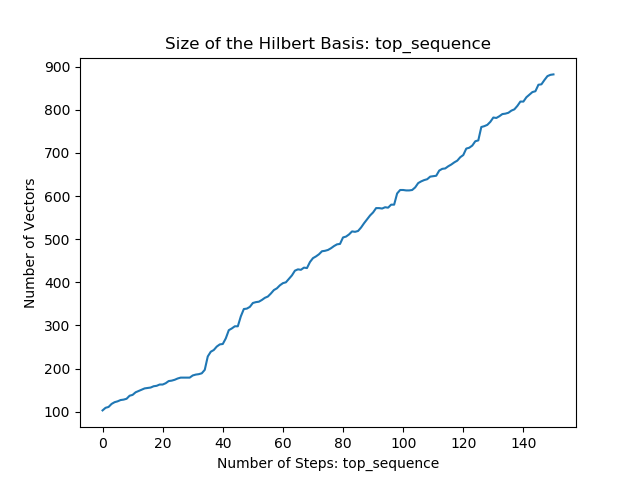 Size of the Hilbert Basis: top_sequence
Number of Vectors
900
800
700
600
500
400
300
200
100
0 20 40 60 80 100 120 140
Number of Steps: top_sequence